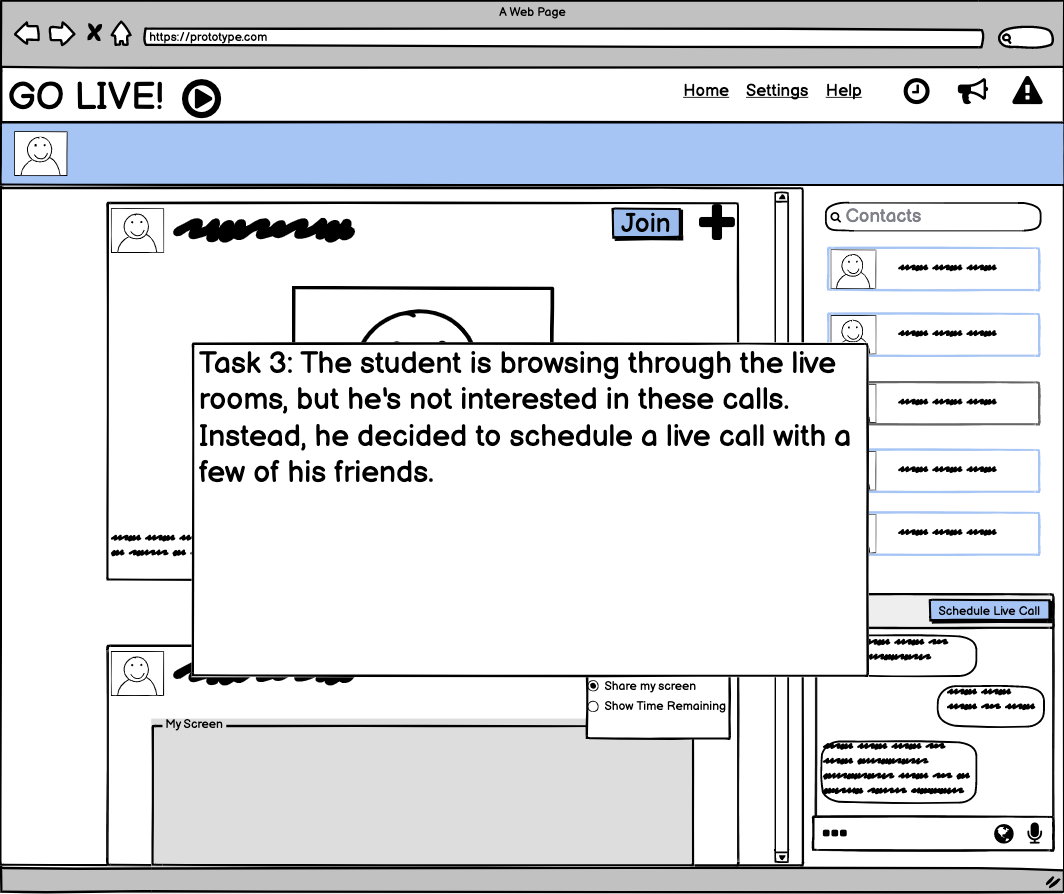 A Web Page
https://prototype.com
GO LIVE!
Home Settings Help
Join
Contacts
Task 3: The student is browsing through the live
rooms, but he's not interested in these calls.
Instead, he decided to schedule a live call with a
few of his friends.
Schedule Live Call
Share my screen
Show Time Remaining
My Screen